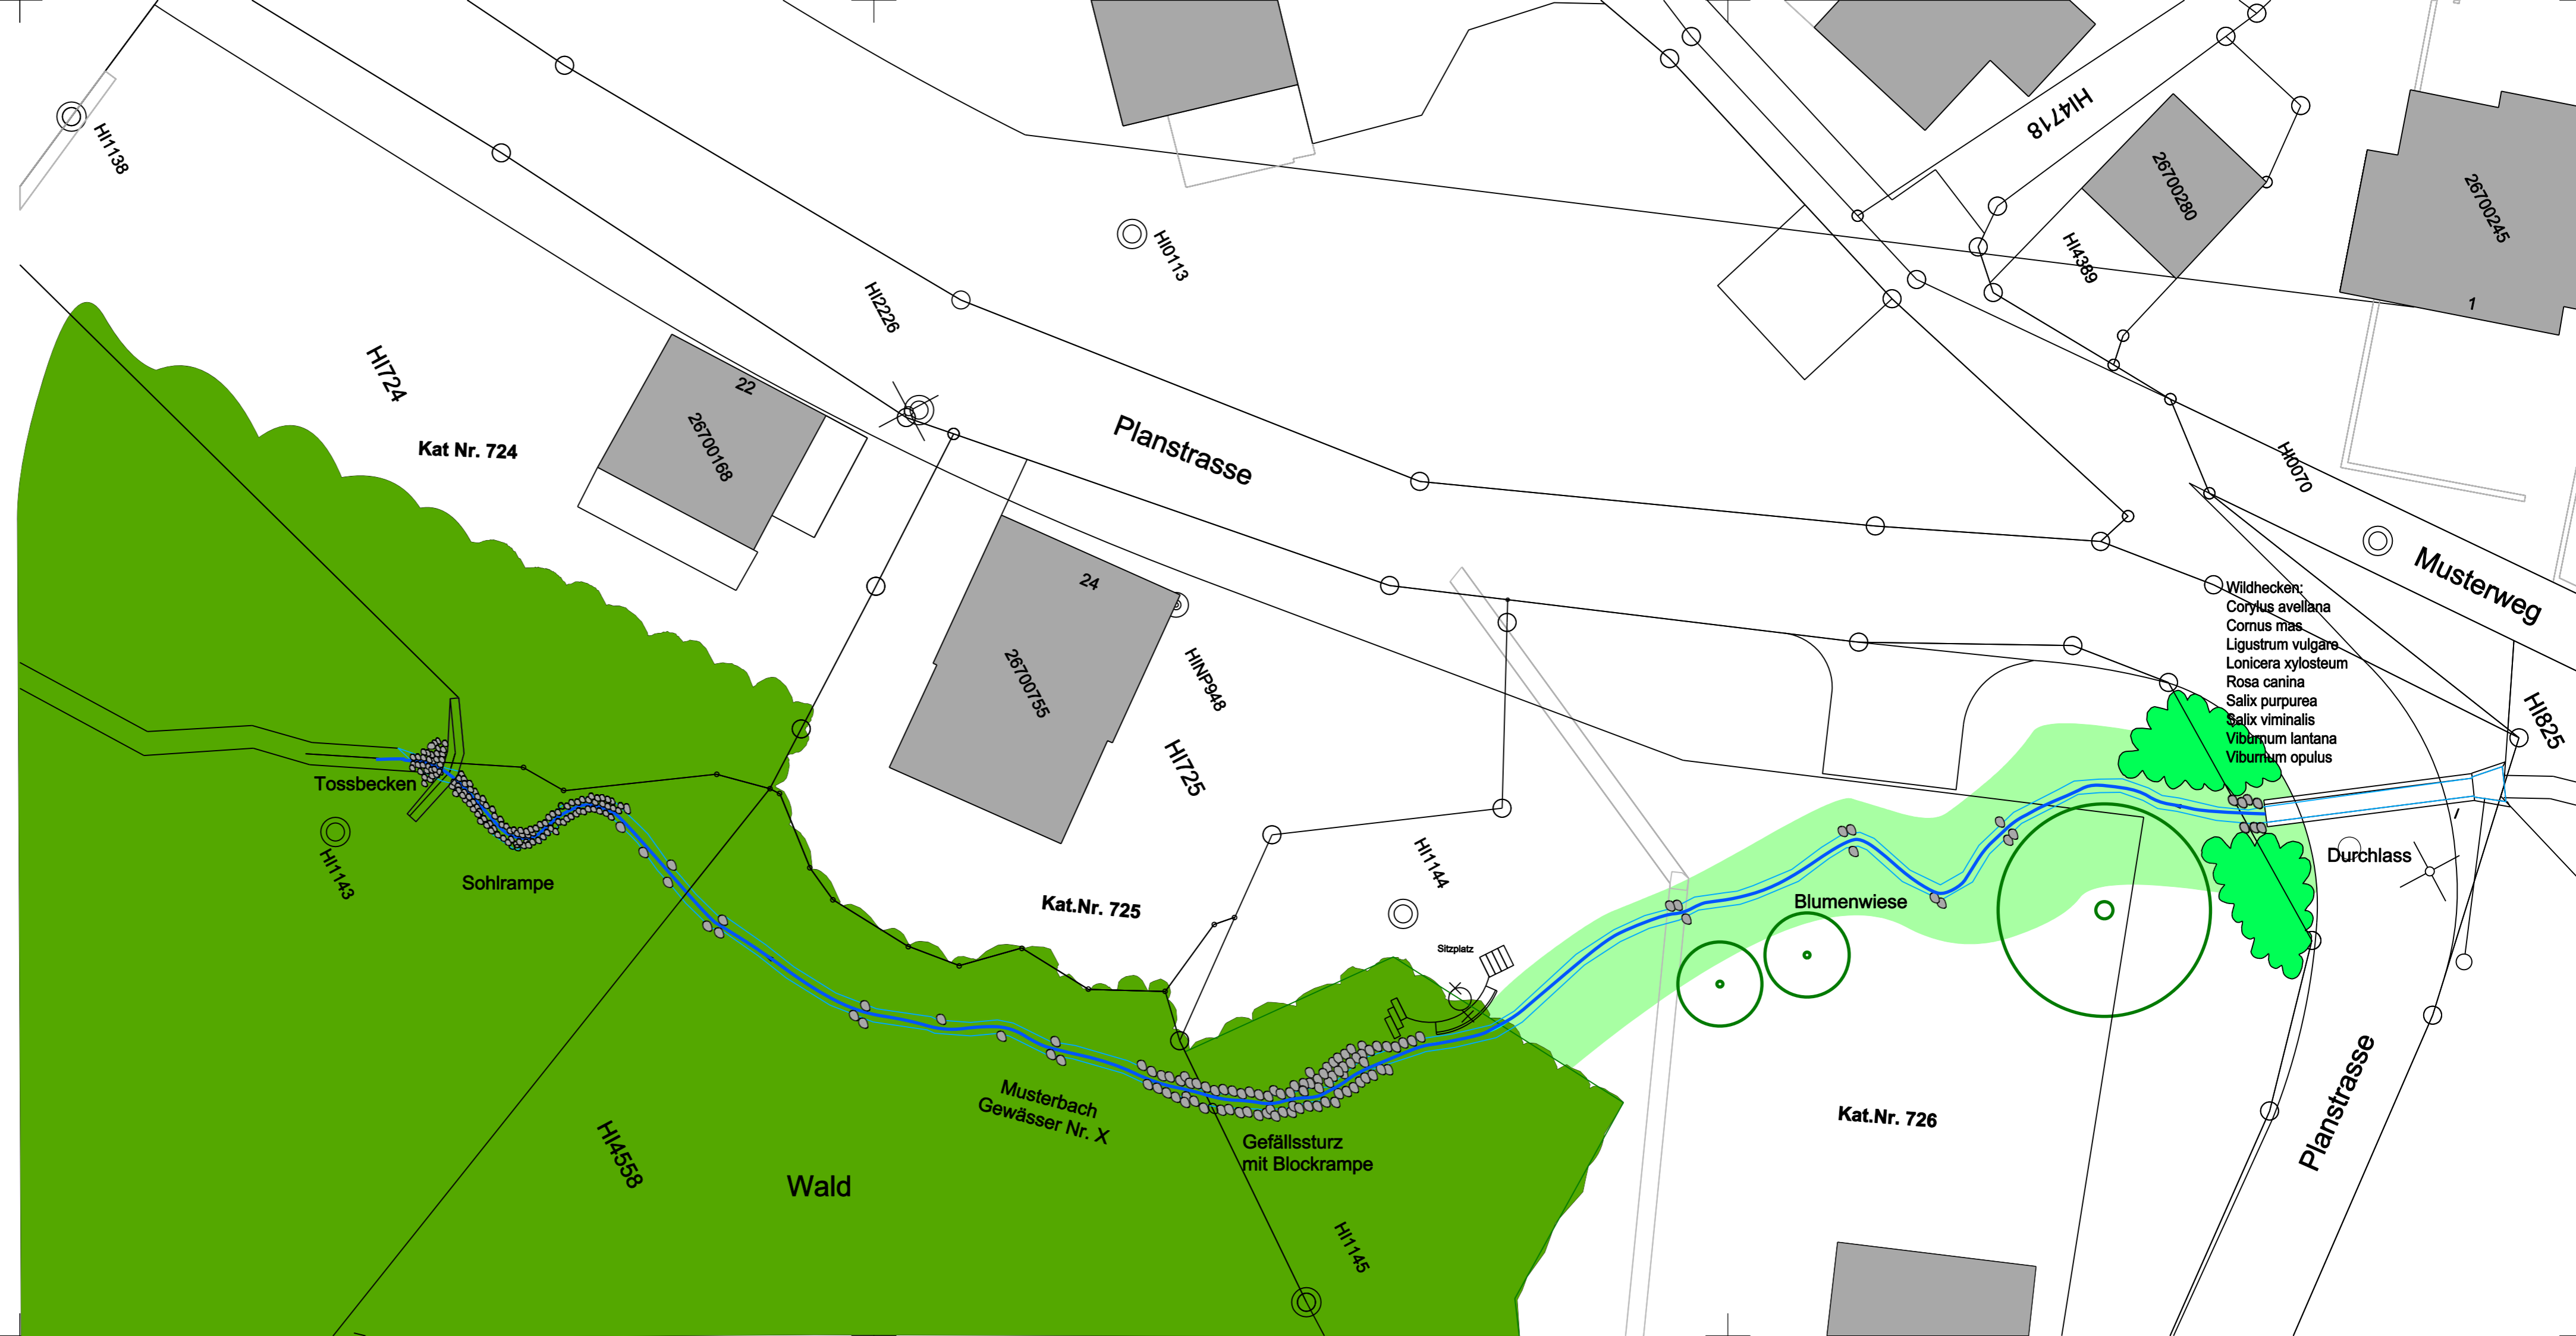 HI4718
HI1138
26700280
26700245
HI0113
HI4389
HI2226
1
HI724
22
26700168
Kat Nr. 724
Planstrasse
HI0070
Musterweg
24
26700755
HINP948
HI725
Wildhecken:
Corylus avellana
Cornus mas
Ligustrum vulgare
Lonicera xylosteum
Rosa canina
Salix purpurea
Salix viminalis
Viburnum lantana
Viburnum opulus
HI825
Tossbecken
HI1143
Sohlrampe
Kat.Nr. 725
HI1144
Sitzplatz
Blumenwiese
Durchlass
Musterbach
Gewässer Nr. X
Gefällssturz
mit Blockrampe
Kat.Nr. 726
Planstrasse
HI4558
Wald
HI1145